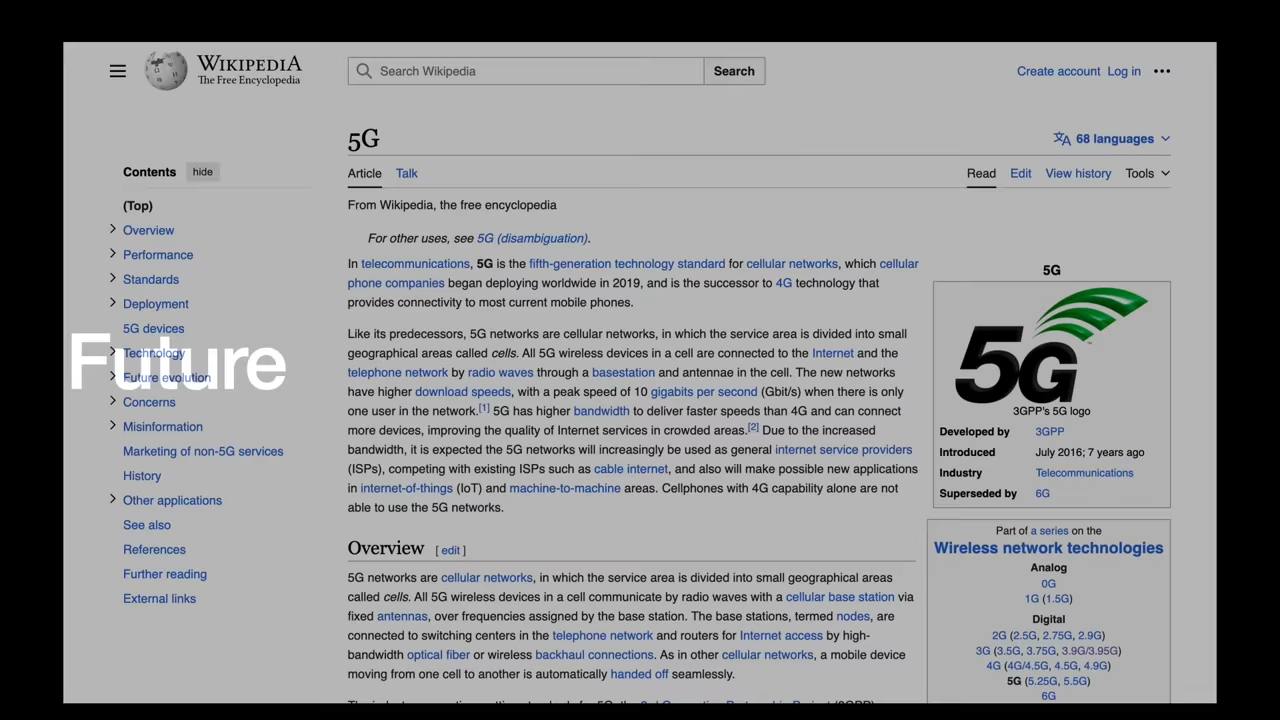 WIKIPEDIA
The Free Encyclopedia
Search Wikipedia
Search
Create account Log in
5G
68 languages
Contents hide
Article Talk
Read Edit View history Tools
(Top)
Overview
Performance
Standards
Deployment
5G devices
Technology
Future evolution
Concerns
Misinformation
Marketing of non-5G services
History
Other applications
See also
References
Further reading
External links
Future
From Wikipedia, the free encyclopedia
For other uses, see 5G (disambiguation).
In telecommunications, 5G is the fifth-generation technology standard for cellular networks, which cellular
phone companies began deploying worldwide in 2019, and is the successor to 4G technology that
provides connectivity to most current mobile phones.
Like its predecessors, 5G networks are cellular networks, in which the service area is divided into small
geographical areas called cells. All 5G wireless devices in a cell are connected to the Internet and the
telephone network by radio waves through a basestation and antennae in the cell. The new networks
have higher download speeds, with a peak speed of 10 gigabits per second (Gbit/s) when there is only
one user in the network.[1] 5G has higher bandwidth to deliver faster speeds than 4G and can connect
more devices, improving the quality of Internet services in crowded areas.[2] Due to the increased
bandwidth, it is expected the 5G networks will increasingly be used as general internet service providers
(ISPs), competing with existing ISPs such as cable internet, and also will make possible new applications
in internet-of-things (IoT) and machine-to-machine areas. Cellphones with 4G capability alone are not
able to use the 5G networks.
Overview [ edit ]
5G networks are cellular networks, in which the service area is divided into small geographical areas
called cells. All 5G wireless devices in a cell communicate by radio waves with a cellular base station via
fixed antennas, over frequencies assigned by the base station. The base stations, termed nodes, are
connected to switching centers in the telephone network and routers for Internet access by high-
bandwidth optical fiber or wireless backhaul connections. As in other cellular networks, a mobile device
moving from one cell to another is automatically handed off seamlessly.
5G
5G
3GPP's 5G logo
Developed by 3GPP
Introduced July 2016; 7 years ago
Industry Telecommunications
Superseded by 6G
Part of a series on the
Wireless network technologies
Analog
0G
1G (1.5G)
Digital
2G (2.5G, 2.75G, 2.9G)
3G (3.5G, 3.75G, 3.9G/3.95G)
4G (4G/4.5G, 4.5G, 4.9G)
5G (5.25G, 5.5G)
6G